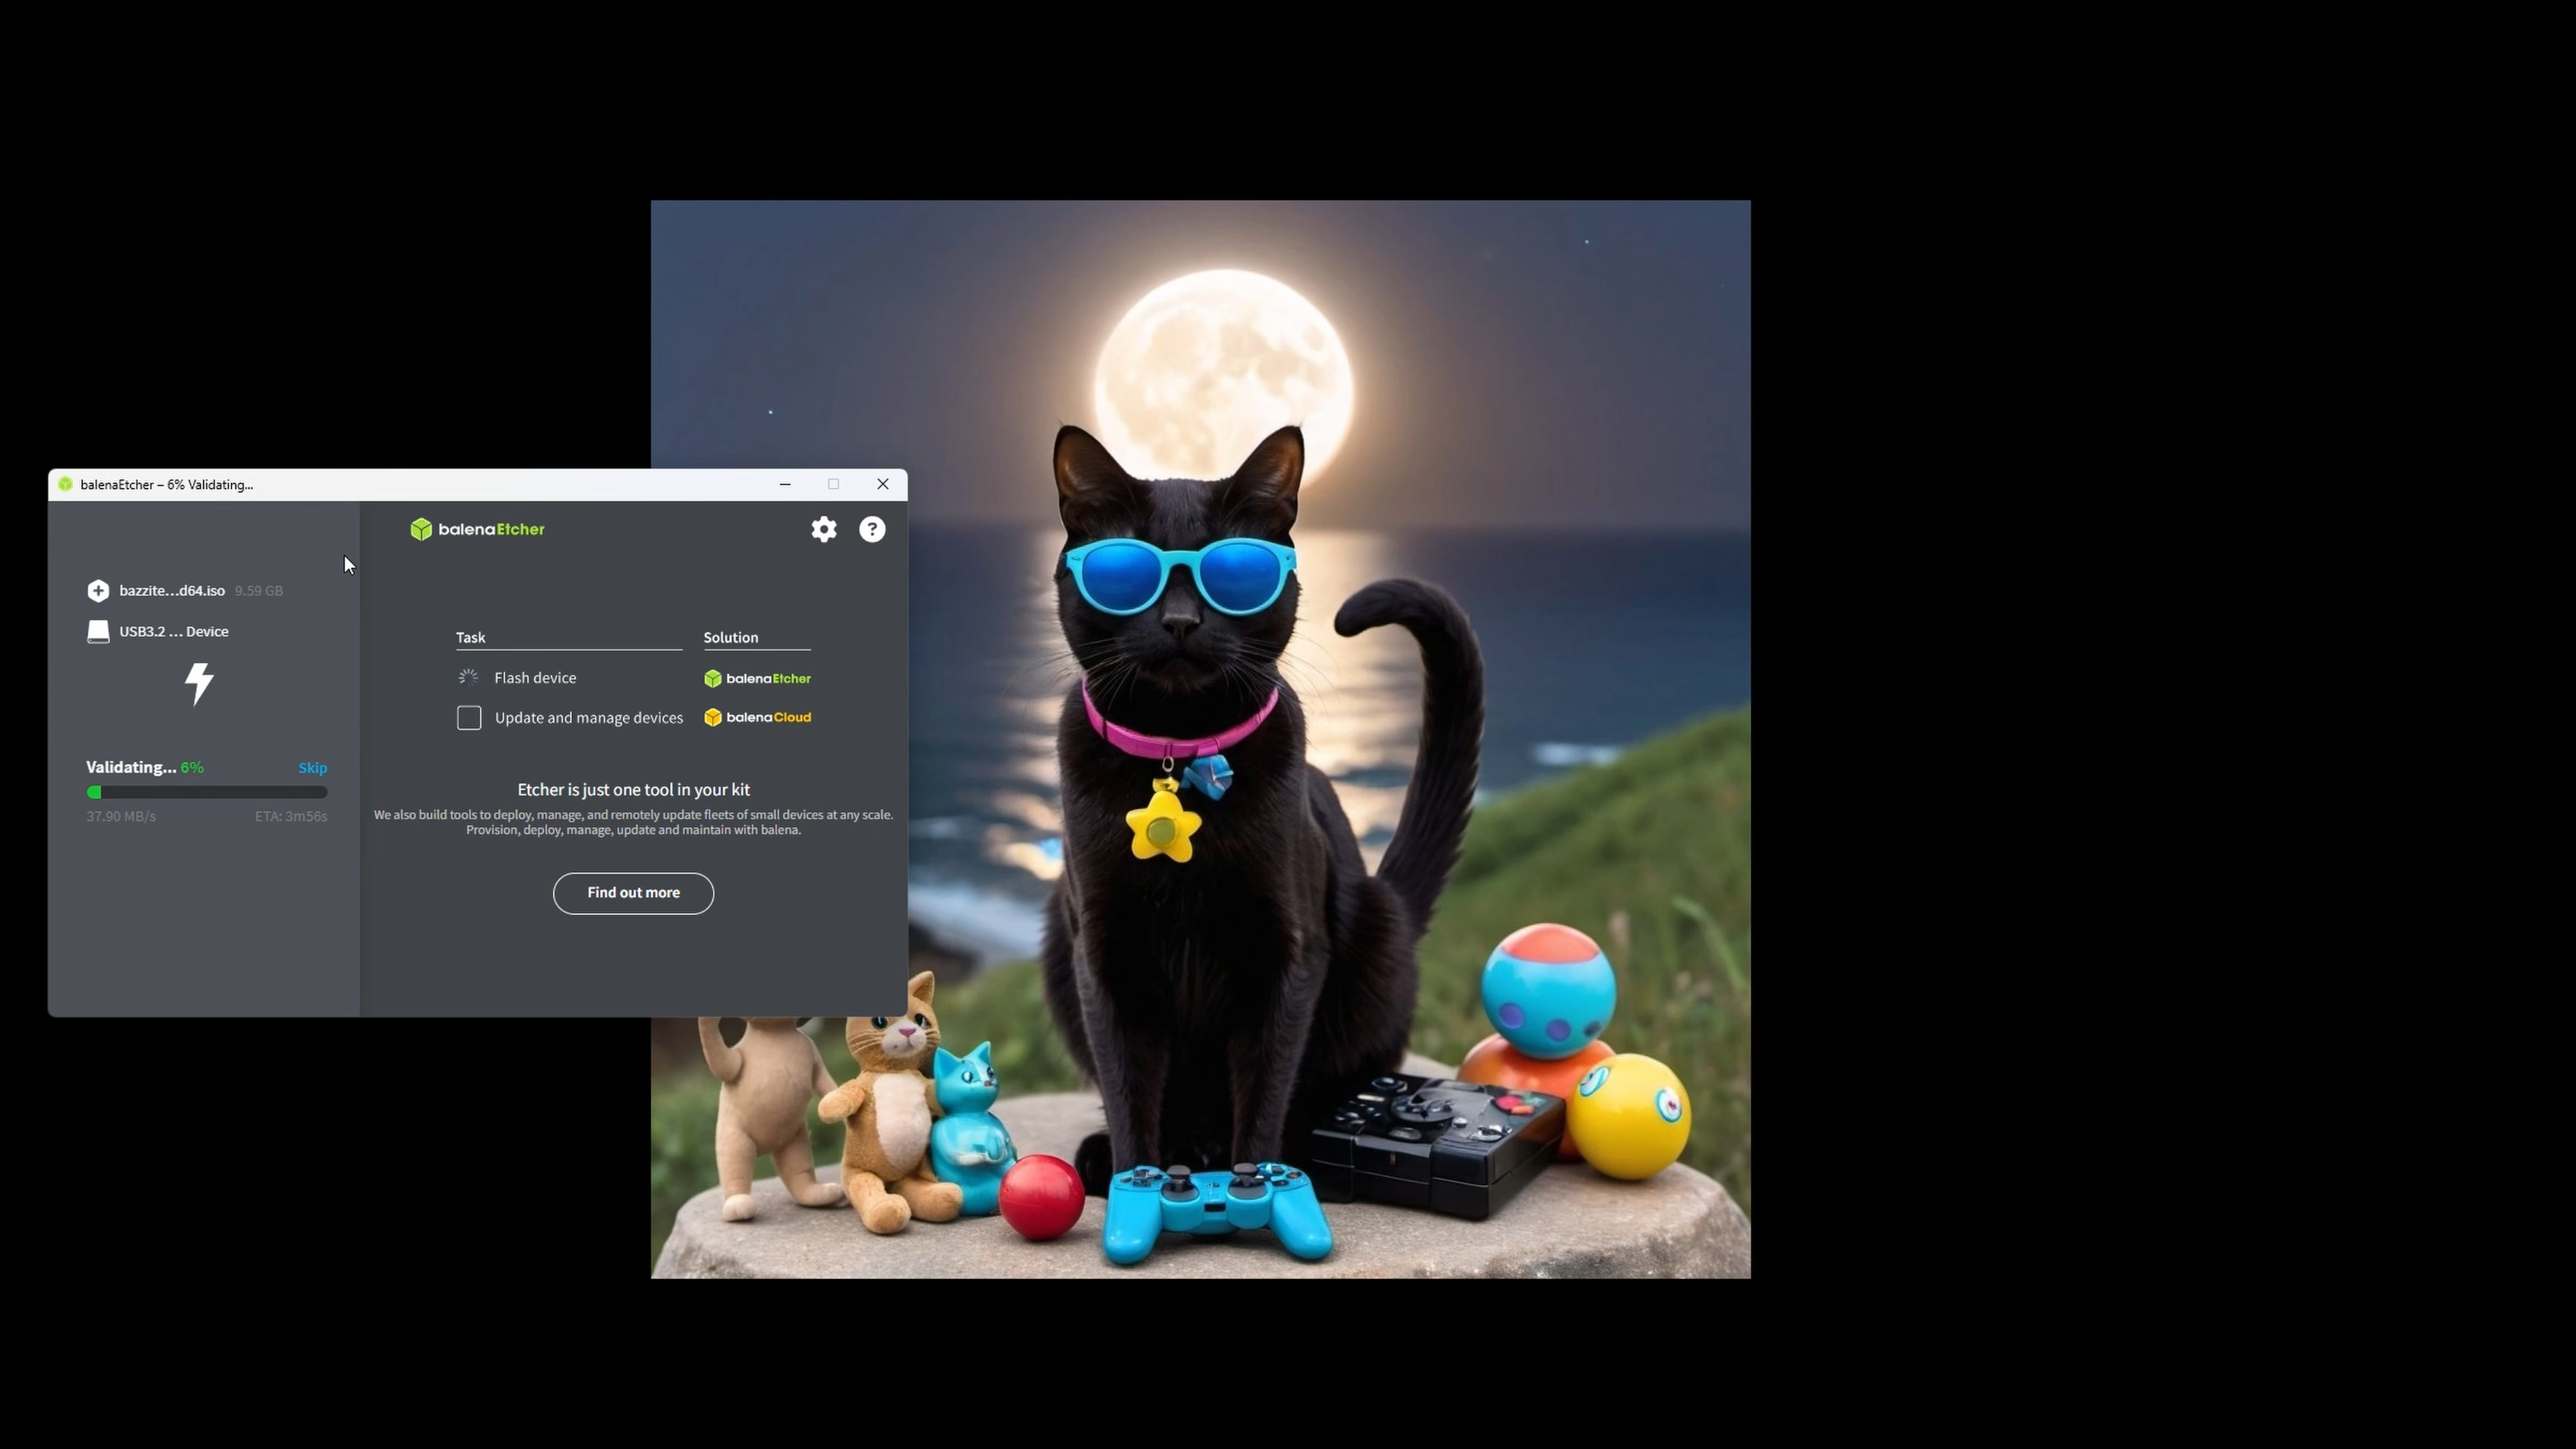 balenaEtcher – 6% Validating...
balenaEtcher
?
bazzite...d64.iso 9.59 GB
USB3.2 ... Device
Validating... 6% Skip
37.90 MB/s ETA: 3m56s
Task Solution
Flash device balenaEtcher
Update and manage devices balenaCloud
Etcher is just one tool in your kit
We also build tools to deploy, manage, and remotely update fleets of small devices at any scale.
Provision, deploy, manage, update and maintain with balena.
Find out more